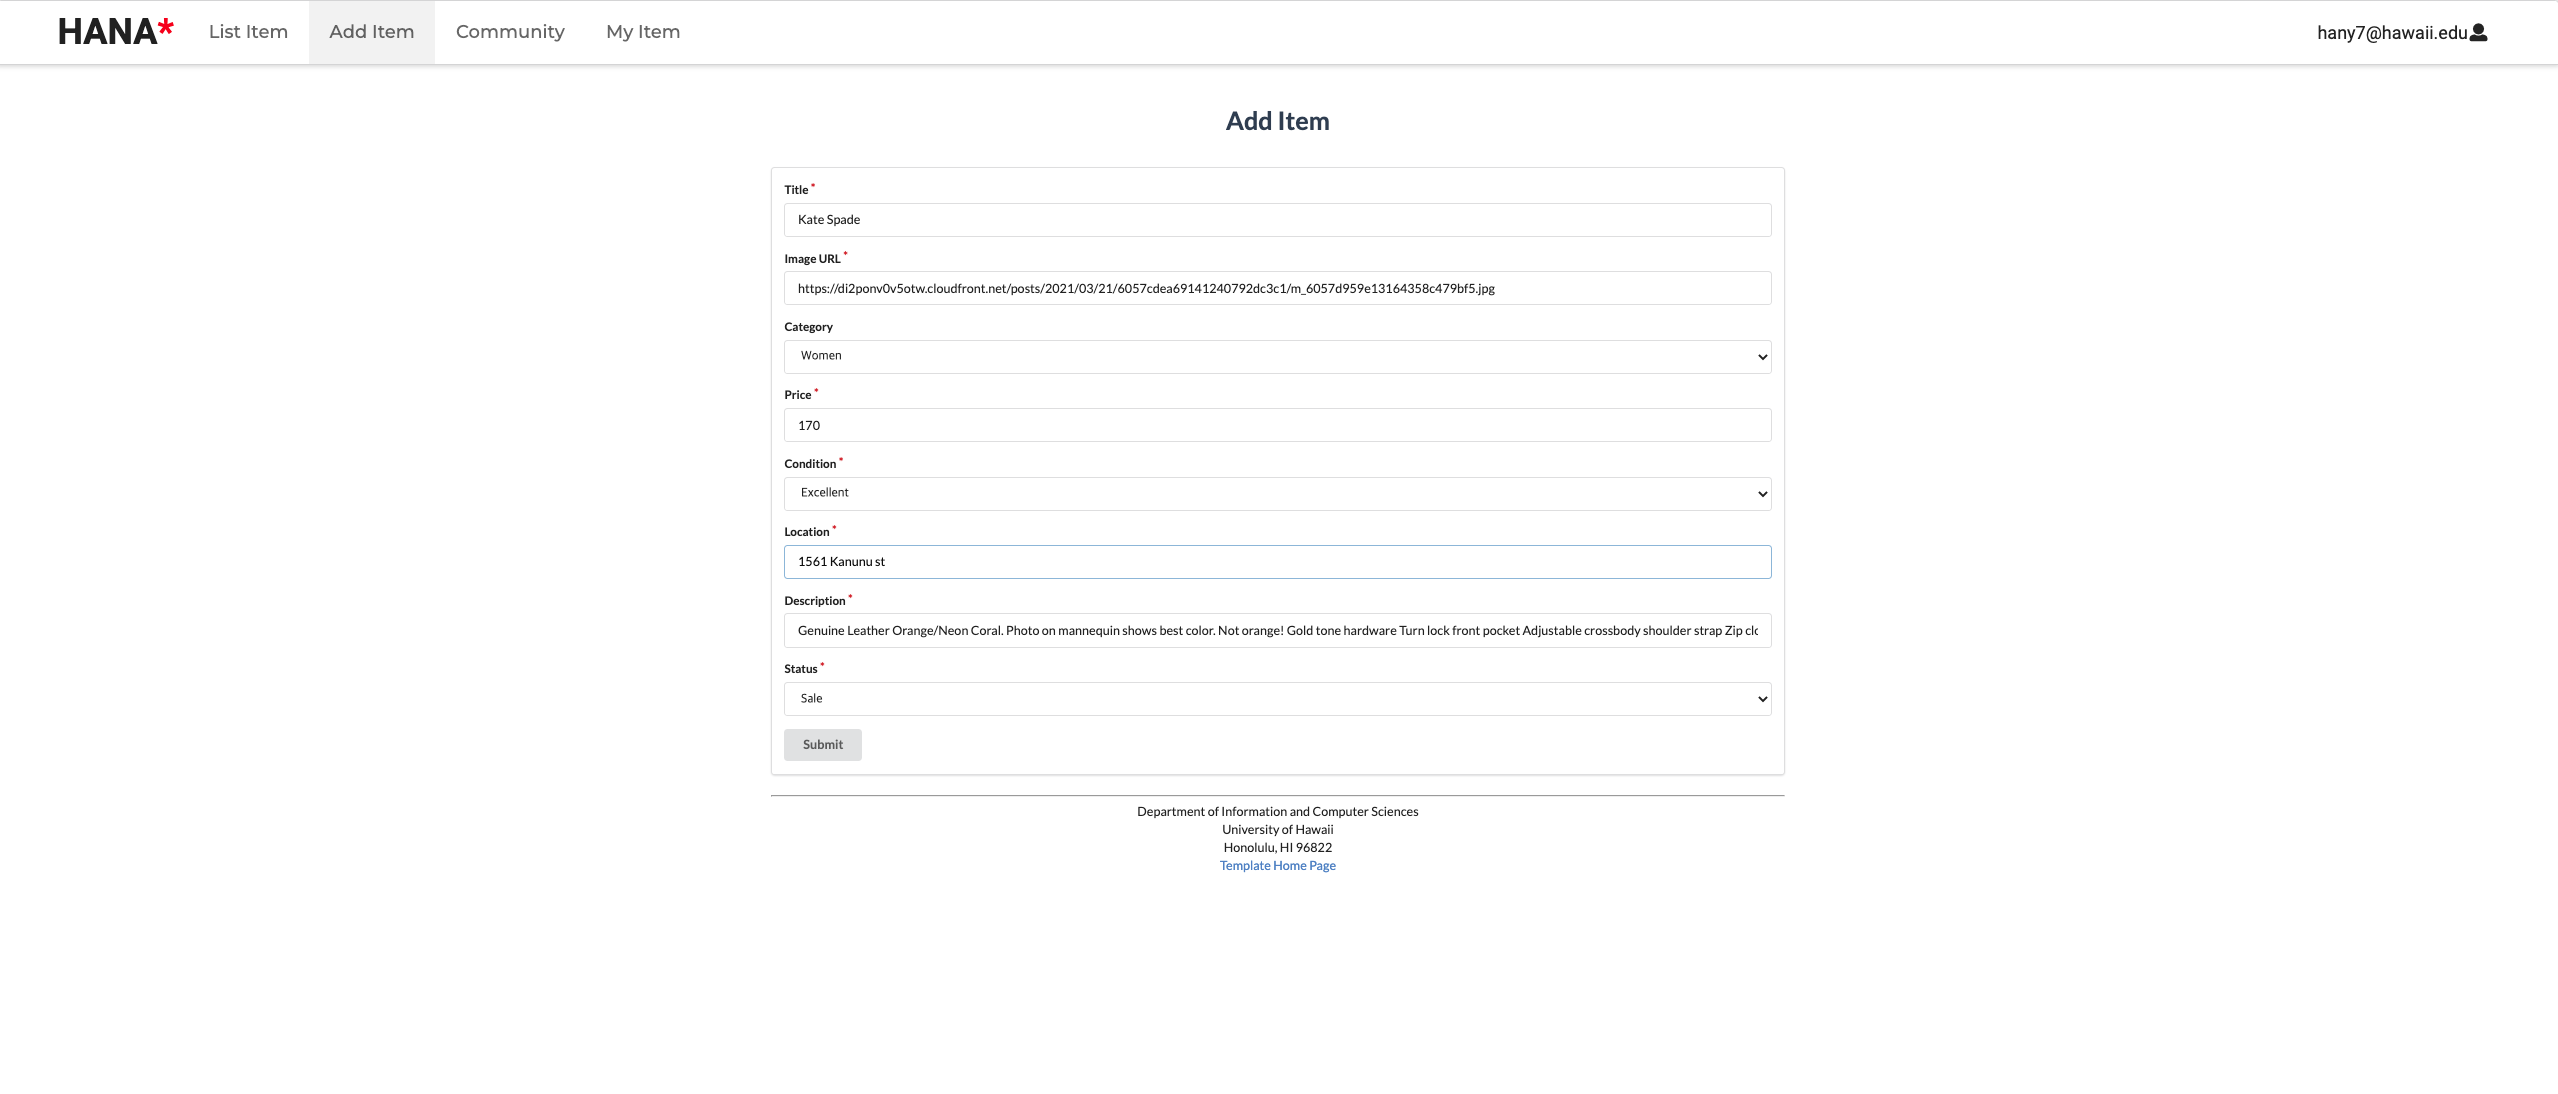 HANA* List Item Add Item Community My Item hany7@hawaii.edu
Add Item
Title *
Kate Spade
Image URL *
https://di2ponv0v5otw.cloudfront.net/posts/2021/03/21/6057cdea69141240792dc3c1/m_6057d959e13164358c479bf5.jpg
Category
Women
Price *
170
Condition *
Excellent
Location *
1561 Kanunu st
Description *
Genuine Leather Orange/Neon Coral. Photo on mannequin shows best color. Not orange! Gold tone hardware Turn lock front pocket Adjustable crossbody shoulder strap Zip clo
Status *
Sale
Submit
Department of Information and Computer Sciences
University of Hawaii
Honolulu, HI 96822
Template Home Page